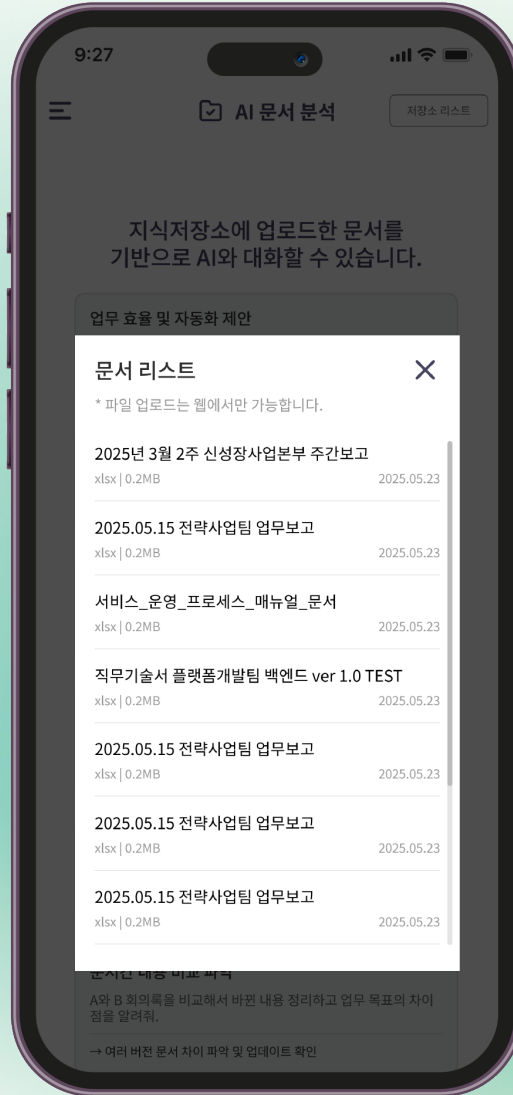 9:27
AI 문서 분석
저장소 리스트
지식저장소에 업로드한 문서를
기반으로 AI와 대화할 수 있습니다.
업무 효율 및 자동화 제안
문서 리스트
* 파일 업로드는 웹에서만 가능합니다.
2025년 3월 2주 신성장사업본부 주간보고
xlsx | 0.2MB 2025.05.23
2025.05.15 전략사업팀 업무보고
xlsx | 0.2MB 2025.05.23
서비스_운영_프로세스_매뉴얼_문서
xlsx | 0.2MB 2025.05.23
직무기술서 플랫폼개발팀 백엔드 ver 1.0 TEST
xlsx | 0.2MB 2025.05.23
2025.05.15 전략사업팀 업무보고
xlsx | 0.2MB 2025.05.23
2025.05.15 전략사업팀 업무보고
xlsx | 0.2MB 2025.05.23
2025.05.15 전략사업팀 업무보고
xlsx | 0.2MB 2025.05.23
내용 비교 파악
A와 B 회의록을 비교해서 바뀐 내용 정리하고 업무 목표의 차이
점을 알려줘.
→ 여러 버전 문서 차이 파악 및 업데이트 확인